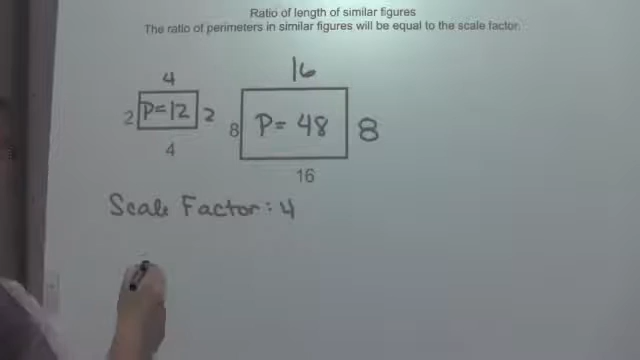 Ratio of length of similar figures
The ratio of perimeters in similar figures will be equal to the scale factor.
4
16
2 P=12 2
8 P= 48 8
4
16
Scale Factor: 4